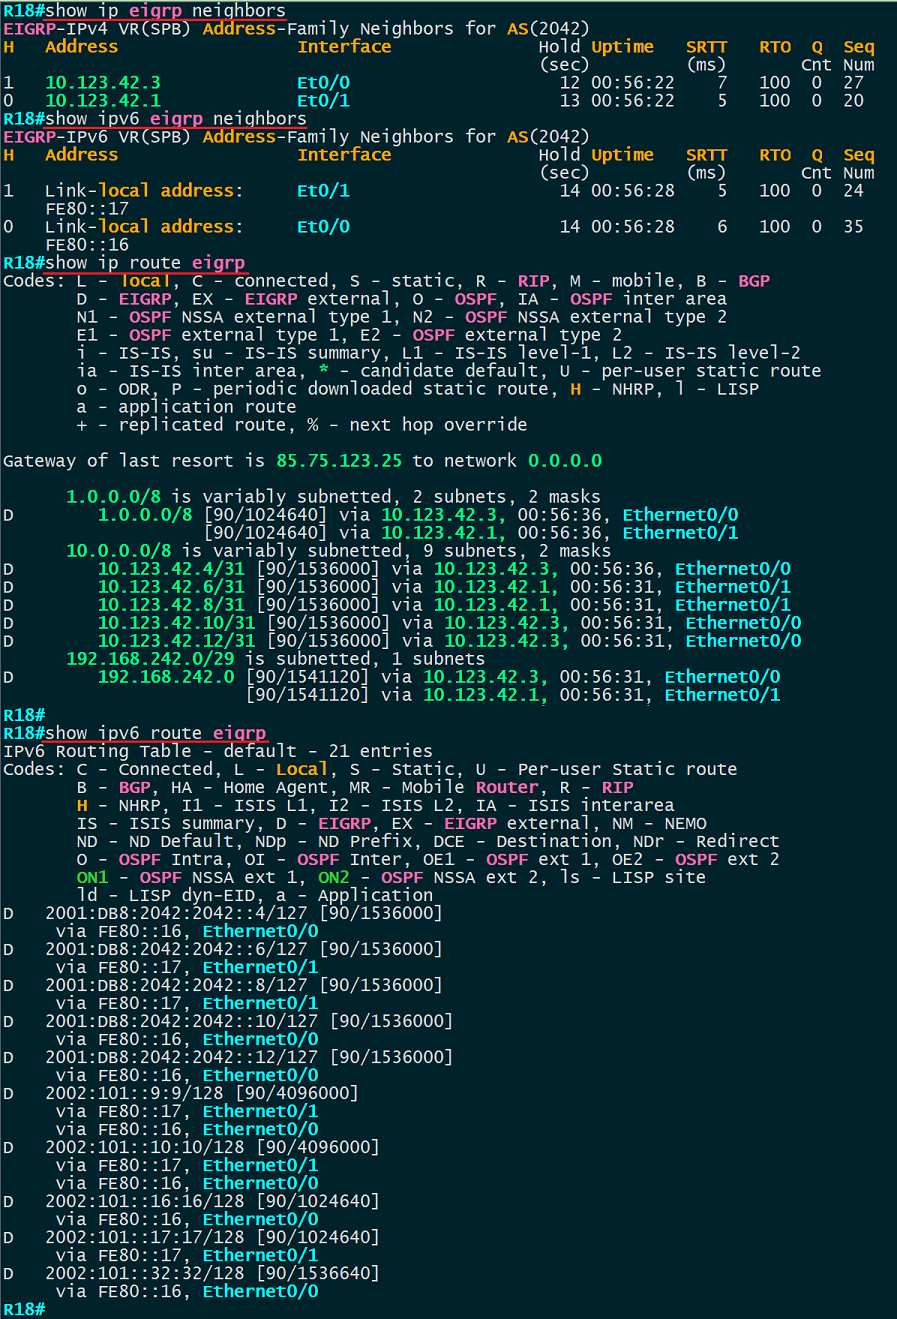 R18#show ip eigrp neighbors
EIGRP-IPv4 VR(SPB) Address-Family Neighbors for AS(2042)
H   Address                 Interface              Hold Uptime   SRTT   RTO  Q  Seq
                                                   (sec)         (ms)       Cnt Num
1   10.123.42.3             Et0/0                    12 00:56:22    7   100  0  27
0   10.123.42.1             Et0/1                    13 00:56:22    5   100  0  20
R18#show ipv6 eigrp neighbors
EIGRP-IPv6 VR(SPB) Address-Family Neighbors for AS(2042)
H   Address                 Interface              Hold Uptime   SRTT   RTO  Q  Seq
                                                   (sec)         (ms)       Cnt Num
1   Link-local address:     Et0/1                    14 00:56:28    5   100  0  24
    FE80::17
0   Link-local address:     Et0/0                    14 00:56:28    6   100  0  35
    FE80::16
R18#show ip route eigrp
Codes: L - local, C - connected, S - static, R - RIP, M - mobile, B - BGP
       D - EIGRP, EX - EIGRP external, O - OSPF, IA - OSPF inter area
       N1 - OSPF NSSA external type 1, N2 - OSPF NSSA external type 2
       E1 - OSPF external type 1, E2 - OSPF external type 2
       i - IS-IS, su - IS-IS summary, L1 - IS-IS level-1, L2 - IS-IS level-2
       ia - IS-IS inter area, * - candidate default, U - per-user static route
       o - ODR, P - periodic downloaded static route, H - NHRP, l - LISP
       a - application route
       + - replicated route, % - next hop override
Gateway of last resort is 85.75.123.25 to network 0.0.0.0
      1.0.0.0/8 is variably subnetted, 2 subnets, 2 masks
D        1.0.0.0/8 [90/1024640] via 10.123.42.3, 00:56:36, Ethernet0/0
                   [90/1024640] via 10.123.42.1, 00:56:31, Ethernet0/1
      10.0.0.0/8 is variably subnetted, 9 subnets, 2 masks
D        10.123.42.4/31 [90/1536000] via 10.123.42.3, 00:56:36, Ethernet0/0
D        10.123.42.6/31 [90/1536000] via 10.123.42.1, 00:56:31, Ethernet0/1
D        10.123.42.8/31 [90/1536000] via 10.123.42.1, 00:56:31, Ethernet0/1
D        10.123.42.10/31 [90/1536000] via 10.123.42.3, 00:56:31, Ethernet0/0
D        10.123.42.12/31 [90/1536000] via 10.123.42.3, 00:56:31, Ethernet0/0
      192.168.242.0/29 is subnetted, 1 subnets
D        192.168.242.0 [90/1541120] via 10.123.42.3, 00:56:31, Ethernet0/0
                       [90/1541120] via 10.123.42.1, 00:56:31, Ethernet0/1
R18#
R18#show ipv6 route eigrp
IPv6 Routing Table - default - 21 entries
Codes: C - Connected, L - Local, S - Static, U - Per-user Static route
       B - BGP, HA - Home Agent, MR - Mobile Router, R - RIP
       H - NHRP, I1 - ISIS L1, I2 - ISIS L2, IA - ISIS interarea
       IS - ISIS summary, D - EIGRP, EX - EIGRP external, NM - NEMO
       ND - ND Default, NDp - ND Prefix, DCE - Destination, NDr - Redirect
       O - OSPF Intra, OI - OSPF Inter, OE1 - OSPF ext 1, OE2 - OSPF ext 2
       ON1 - OSPF NSSA ext 1, ON2 - OSPF NSSA ext 2, ls - LISP site
       ld - LISP dyn-EID, a - Application
D   2001:DB8:2042:2042::4/127 [90/1536000]
     via FE80::16, Ethernet0/0
D   2001:DB8:2042:2042::6/127 [90/1536000]
     via FE80::17, Ethernet0/1
D   2001:DB8:2042:2042::8/127 [90/1536000]
     via FE80::17, Ethernet0/1
D   2001:DB8:2042:2042::10/127 [90/1536000]
     via FE80::16, Ethernet0/0
D   2001:DB8:2042:2042::12/127 [90/1536000]
     via FE80::16, Ethernet0/0
D   2002:101::9:9/128 [90/4096000]
     via FE80::17, Ethernet0/1
     via FE80::16, Ethernet0/0
D   2002:101::10:10/128 [90/4096000]
     via FE80::17, Ethernet0/1
     via FE80::16, Ethernet0/0
D   2002:101::16:16/128 [90/1024640]
     via FE80::16, Ethernet0/0
D   2002:101::17:17/128 [90/1024640]
     via FE80::17, Ethernet0/1
D   2002:101::32:32/128 [90/1536640]
     via FE80::16, Ethernet0/0
R18#